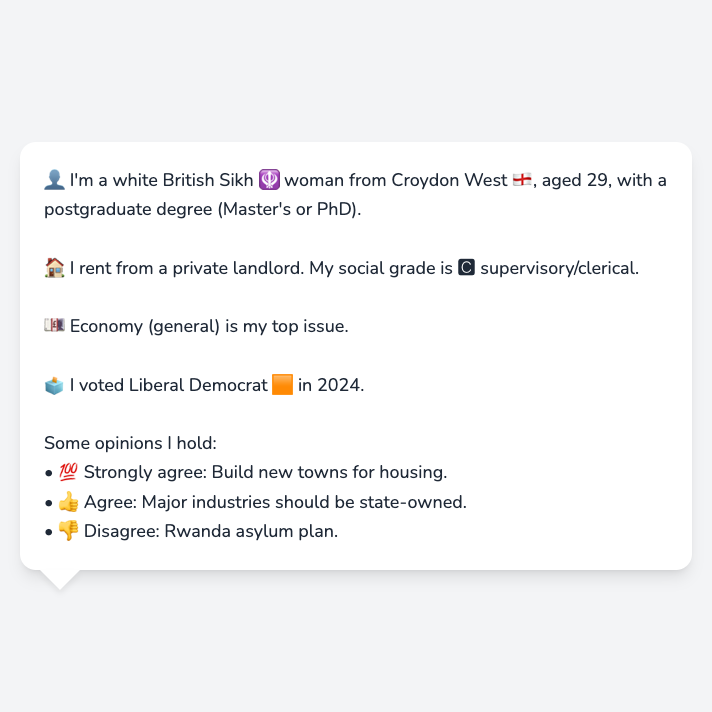 👤 I'm a white British Sikh 🪯 woman from Croydon West 🏴󠁧󠁢󠁥󠁮󠁧󠁿, aged 29, with a
postgraduate degree (Master's or PhD).
🏠 I rent from a private landlord. My social grade is 🅲 supervisory/clerical.
💷 Economy (general) is my top issue.
🗳️ I voted Liberal Democrat 🟧 in 2024.
Some opinions I hold:
• 💯 Strongly agree: Build new towns for housing.
• 👍 Agree: Major industries should be state-owned.
• 👎 Disagree: Rwanda asylum plan.